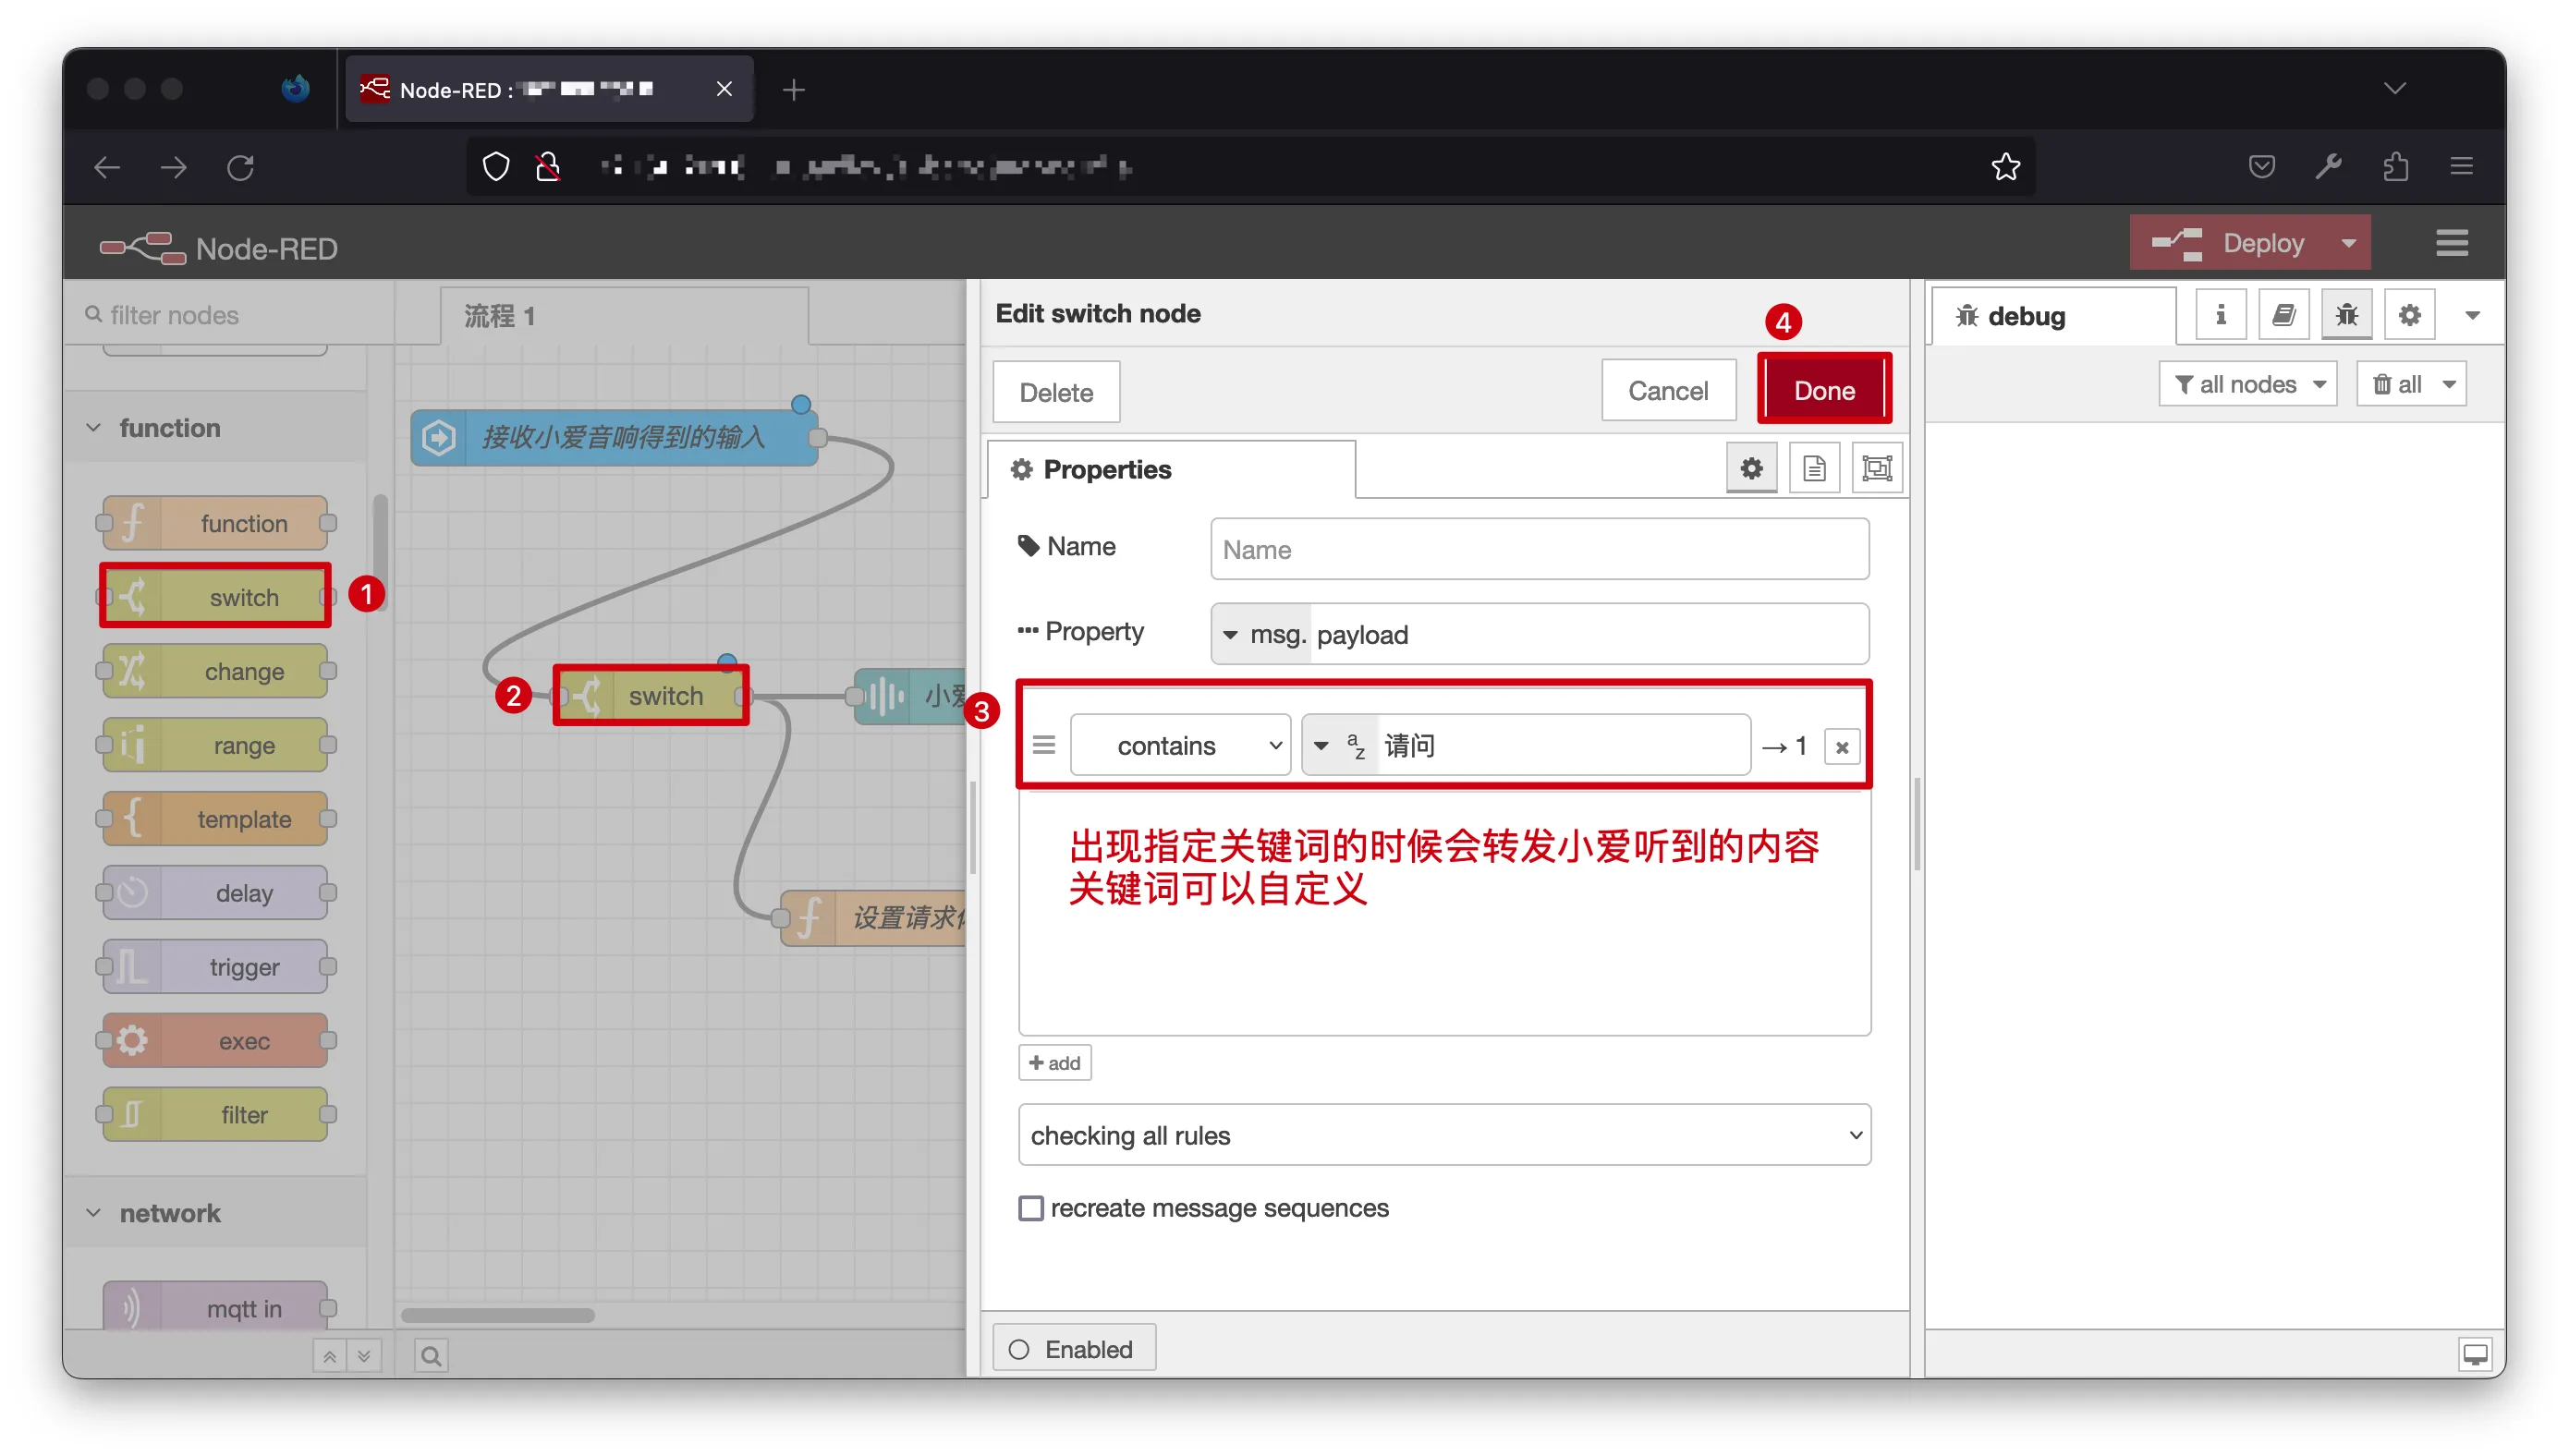 Node-RED :
Node-RED
Deploy
filter nodes
流程 1
function
function
switch
1
change
range
template
delay
trigger
exec
filter
network
mqtt in
接收小爱音响得到的输入
2
switch
小爱
设置请求
Edit switch node
4
Delete
Cancel
Done
Properties
Name
Name
Property
msg. payload
3
contains
az 请问
→ 1
出现指定关键词的时候会转发小爱听到的内容
关键词可以自定义
add
checking all rules
recreate message sequences
Enabled
debug
all nodes
all